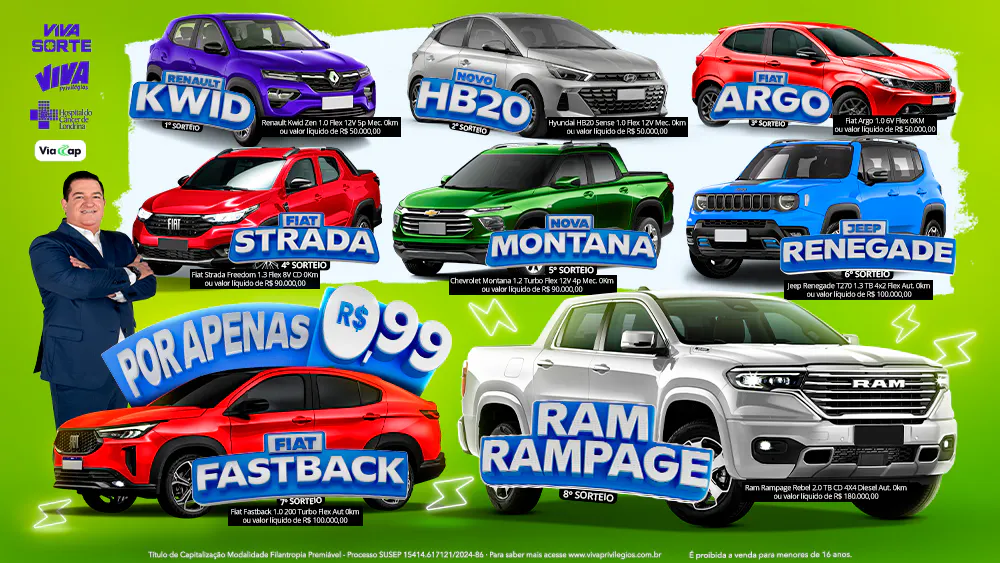 VIVA
SORTE
VIVA
Privilégios
Hospital do
Câncer de
Londrina
Via Cap
RENAULT
KWID
1º SORTEIO
Renault Kwid Zen 1.0 Flex 12V 5p Mec. 0km
ou valor líquido de R$ 50.000,00
NOVO
HB20
2º SORTEIO
Hyundai HB20 Sense 1.0 Flex 12V Mec. 0km
ou valor líquido de R$ 50.000,00
FIAT
ARGO
3º SORTEIO
Fiat Argo 1.0 6V Flex 0KM
ou valor líquido de R$ 50.000,00
FIAT
FIAT
STRADA
4º SORTEIO
Fiat Strada Freedom 1.3 Flex 8V CD 0Km
ou valor líquido de R$ 90.000,00
NOVA
MONTANA
5º SORTEIO
Chevrolet Montana 1.2 Turbo Flex 12V 4p Mec. 0km
ou valor líquido de R$ 90.000,00
JEEP
RENEGADE
6º SORTEIO
Jeep Renegade T270 1.3 TB 4x2 Flex Aut. 0km
ou valor líquido de R$ 100.000,00
POR APENAS R$ 0,99
FIAT
FIAT
FASTBACK
7º SORTEIO
Fiat Fastback 1.0 200 Turbo Flex Aut 0km
ou valor líquido de R$ 100.000,00
RAM
RAM
RAMPAGE
8º SORTEIO
Ram Rampage Rebel 2.0 TB CD 4X4 Diesel Aut. 0km
ou valor líquido de R$ 180.000,00
Título de Capitalização Modalidade Filantropia Premiável - Processo SUSEP 15414.617121/2024-86 · Para saber mais acesse www.vivaprivilegios.com.br
É proibida a venda para menores de 16 anos.